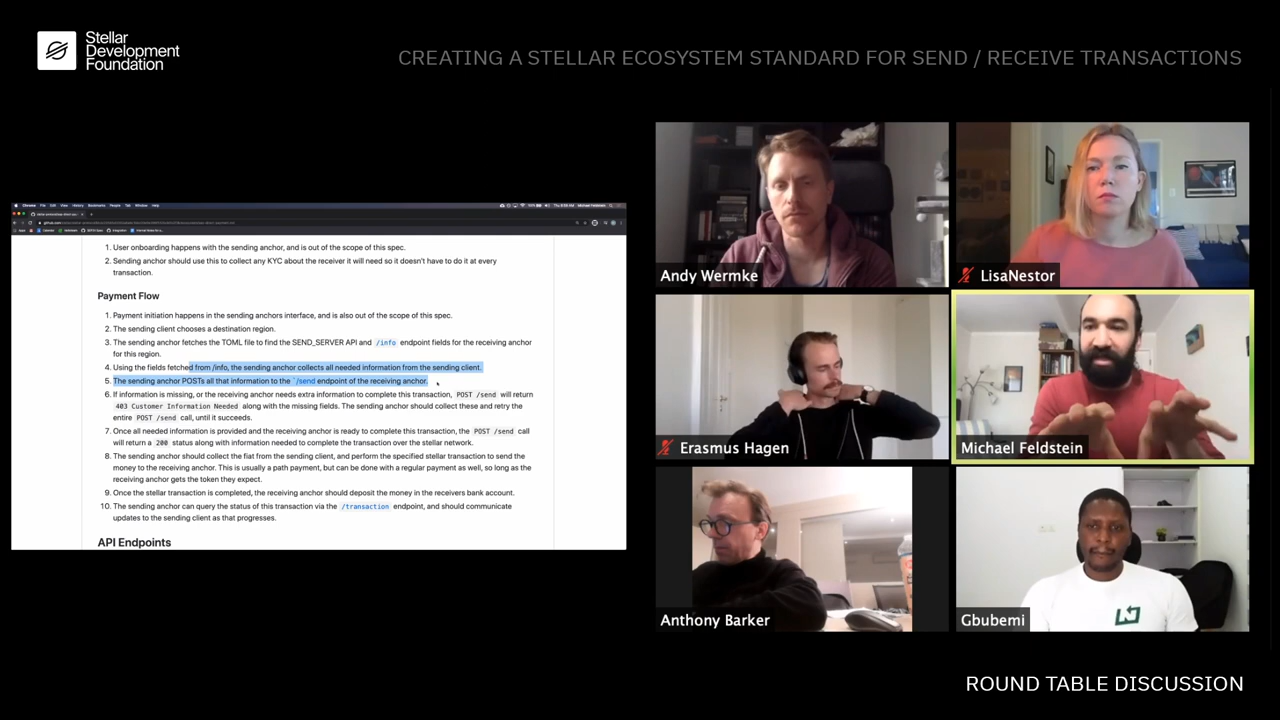 Stellar
Development
Foundation
CREATING A STELLAR ECOSYSTEM STANDARD FOR SEND / RECEIVE TRANSACTIONS
1. User onboarding happens with the sending anchor, and is out of the scope of this spec.
2. Sending anchor should use this to collect any KYC about the receiver it will need so it doesn't have to do it at every
transaction.
Payment Flow
1. Payment initiation happens in the sending anchors interface, and is also out of the scope of this spec.
2. The sending client chooses a destination region.
3. The sending anchor fetches the TOML file to find the SEND_SERVER API and /info endpoint fields for the receiving anchor
for this region.
4. Using the fields fetched from /info, the sending anchor collects all needed information from the sending client.
5. The sending anchor POSTs all that information to the `/send endpoint of the receiving anchor.
6. If information is missing, or the receiving anchor needs extra information to complete this transaction, POST /send will return
403 Customer Information Needed along with the missing fields. The sending anchor should collect these and retry the
entire POST /send call, until it succeeds.
7. Once all needed information is provided and the receiving anchor is ready to complete this transaction, the POST /send call
will return a 200 status along with information needed to complete the transaction over the stellar network.
8. The sending anchor should collect the fiat from the sending client, and perform the specified stellar transaction to send the
money to the receiving anchor. This is usually a path payment, but can be done with a regular payment as well, so long as the
receiving anchor gets the token they expect.
9. Once the stellar transaction is completed, the receiving anchor should deposit the money in the receivers bank account.
10. The sending anchor can query the status of this transaction via the /transaction endpoint, and should communicate
updates to the sending client as that progresses.
API Endpoints
Andy Wermke
LisaNestor
Erasmus Hagen
Michael Feldstein
Anthony Barker
Gbubemi
ROUND TABLE DISCUSSION